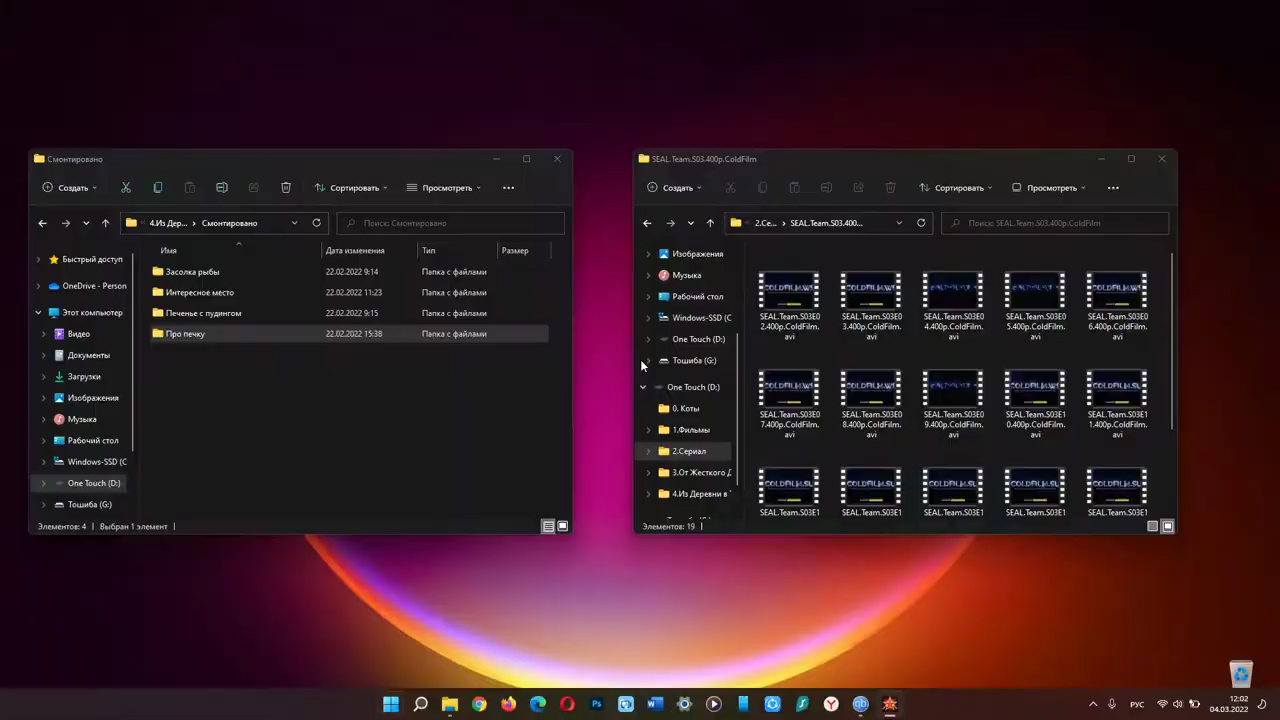 Смонтировано
Создать
Сортировать
Просмотреть
4.Из Дер...
Смонтировано
Поиск: Смонтировано
Имя
Дата изменения
Тип
Размер
Быстрый доступ
OneDrive - Person
Этот компьютер
Видео
Документы
Загрузки
Изображения
Музыка
Рабочий стол
Windows-SSD (C
One Touch (D:)
Тошиба (G:)
Засолка рыбы
22.02.2022 9:14
Папка с файлами
Интересное место
22.02.2022 11:23
Папка с файлами
Печенье с пудингом
22.02.2022 9:15
Папка с файлами
Про печку
22.02.2022 15:38
Папка с файлами
Элементов: 4
Выбран 1 элемент
SEAL.Team.S03.400p.ColdFilm
Создать
Сортировать
Просмотреть
2.Се...
SEAL.Team.S03.400...
Поиск: SEAL.Team.S03.400p.ColdFilm
Изображения
Музыка
Рабочий стол
Windows-SSD (C
One Touch (D:)
Тошиба (G:)
One Touch (D:)
0. Коты
1.Фильмы
2.Сериал
3.От Жесткого Д
4.Из Деревни в
SEAL.Team.S03E0
2.400p.ColdFilm.
avi
SEAL.Team.S03E0
3.400p.ColdFilm.
avi
SEAL.Team.S03E0
4.400p.ColdFilm.
avi
SEAL.Team.S03E0
5.400p.ColdFilm.
avi
SEAL.Team.S03E0
6.400p.ColdFilm.
avi
SEAL.Team.S03E0
7.400p.ColdFilm.
avi
SEAL.Team.S03E0
8.400p.ColdFilm.
avi
SEAL.Team.S03E0
9.400p.ColdFilm.
avi
SEAL.Team.S03E1
0.400p.ColdFilm.
avi
SEAL.Team.S03E1
1.400p.ColdFilm.
avi
SEAL.Team.S03E1
SEAL.Team.S03E1
SEAL.Team.S03E1
SEAL.Team.S03E1
SEAL.Team.S03E1
Элементов: 19
РУС
12:02
04.03.2022